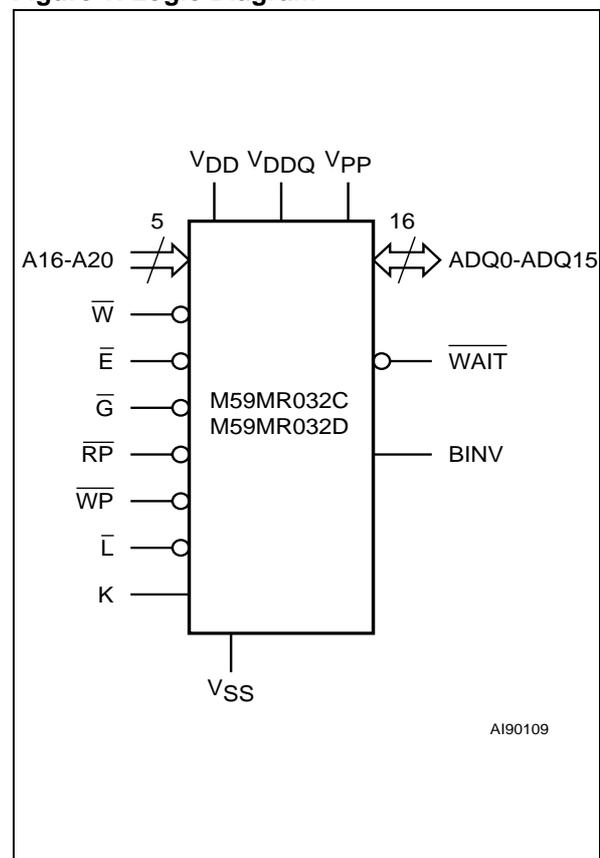 Figure 1. Logic Diagram
VDD VDDQ VPP
5
16
A16-A20
ADQ0-ADQ15
W̅
E̅
WAIT̅
G̅
M59MR032C
M59MR032D
RP̅
BINV
WP̅
L̅
K
VSS
AI90109